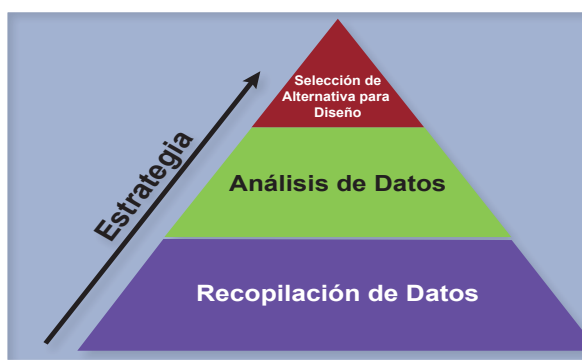 Selección de
Alternativa para
Diseño
Estrategia
Análisis de Datos
Recopilación de Datos